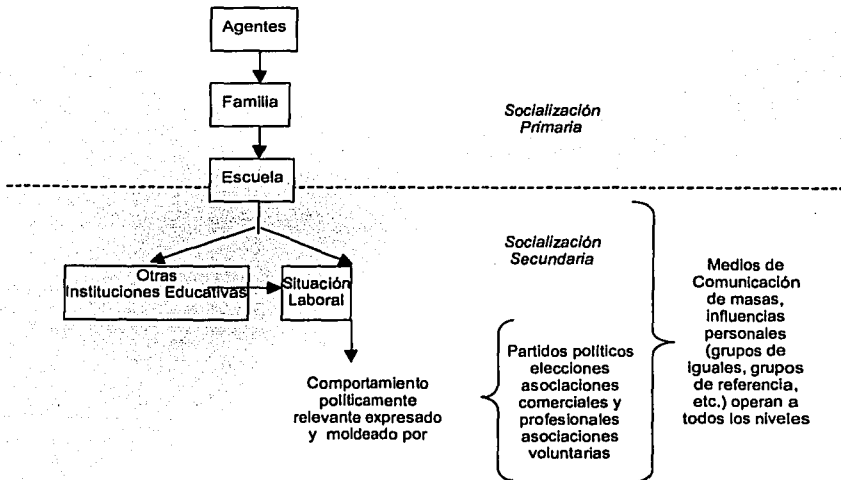 Agentes
Familia
Socialización
Primaria
Escuela
Socialización
Secundaria
Otras
Instituciones Educativas
Situación
Laboral
Medios de
Comunicación
de masas,
influencias
personales
(grupos de
iguales, grupos
de referencia,
etc.) operan a
todos los niveles
Comportamiento
políticamente
relevante expresado
y moldeado por
Partidos políticos
elecciones
asociaciones
comerciales y
profesionales
asociaciones
voluntarias